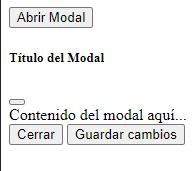 Abrir Modal
Título del Modal
Contenido del modal aquí...
Cerrar Guardar cambios